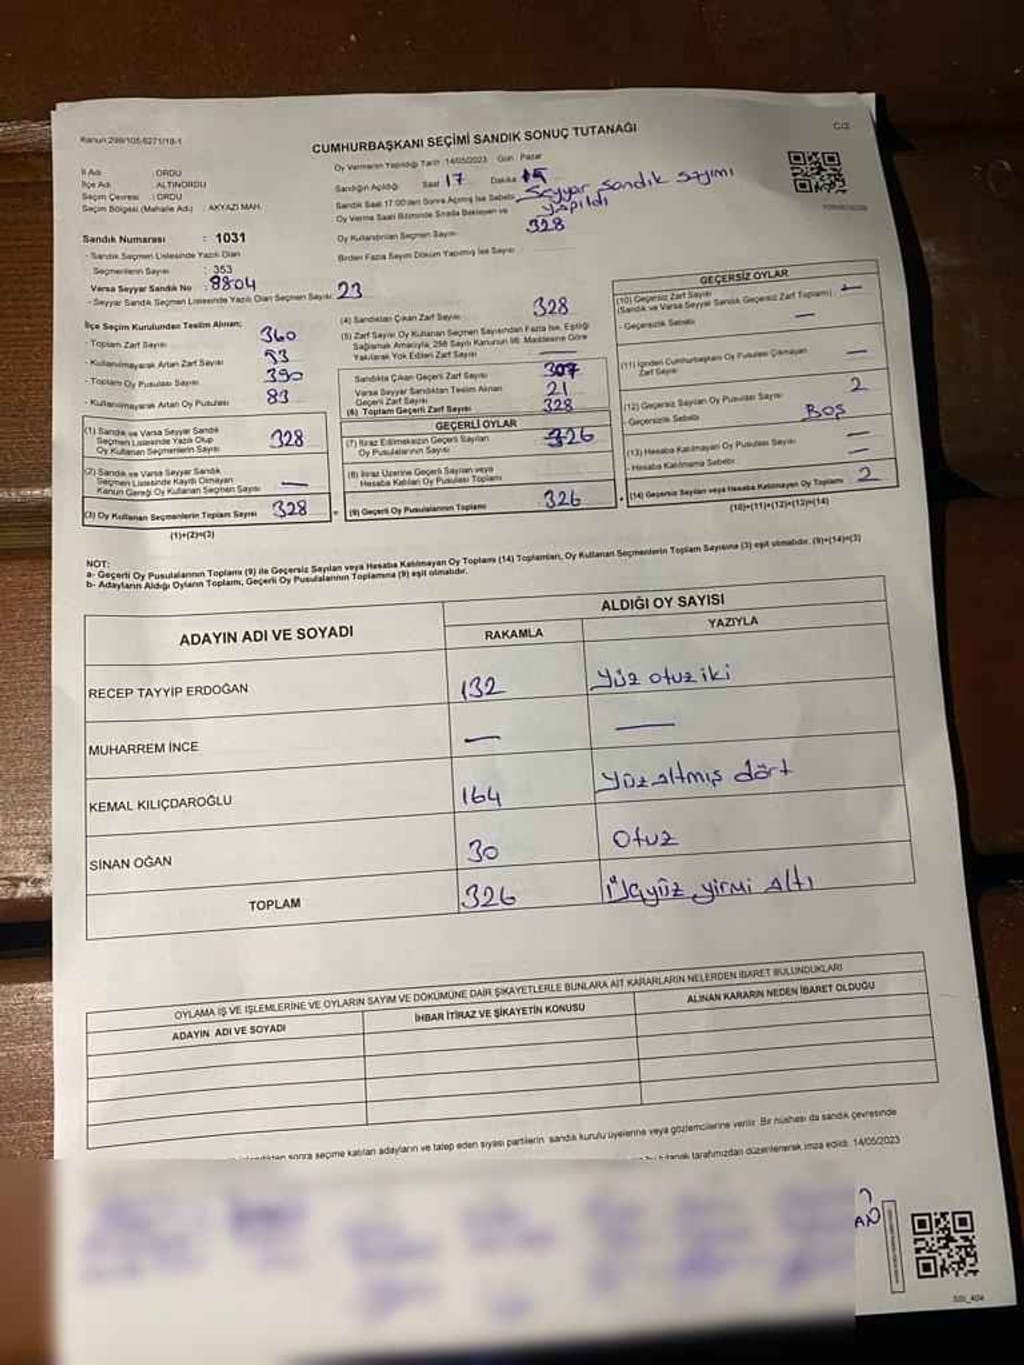 Kanun:298/105,6271/18-1
C/2
CUMHURBAŞKANI SEÇİMİ SANDIK SONUÇ TUTANAĞI
İl Adı : ORDU
İlçe Adı : ALTINORDU
Seçim Çevresi : ORDU
Seçim Bölgesi (Mahalle Adı) : AKYAZI MAH.
Oy Vermenin Yapıldığı Tarih :14/05/2023 Gün : Pazar
Sandığın Açıldığı Saat 17 Dakika 15
Sandık Saat 17:00'den Sonra Açılmış İse Sebebi Seyyar sandık sayımı yapıldı
Oy Verme Saati Bitiminde Sırada Bekleyen ve
Oy Kullandırılan Seçmen Sayısı 328
Birden Fazla Sayım Döküm Yapılmış İse Sayısı
Sandık Numarası : 1031
- Sandık Seçmen Listesinde Yazılı Olan
Seçmenlerin Sayısı : 353
Varsa Seyyar Sandık No : 8804
- Seyyar Sandık Seçmen Listesinde Yazılı Olan Seçmen Sayısı: 23
İlçe Seçim Kurulundan Teslim Alınan;
- Toplam Zarf Sayısı 360
- Kullanılmayarak Artan Zarf Sayısı 53
- Toplam Oy Pusulası Sayısı 390
- Kullanılmayarak Artan Oy Pusulası 83
(1) Sandık ve Varsa Seyyar Sandık
Seçmen Listesinde Yazılı Olup
Oy Kullanan Seçmenlerin Sayısı 328
(2) Sandık ve Varsa Seyyar Sandık
Seçmen Listesinde Kayıtlı Olmayan
Kanun Gereği Oy Kullanan Seçmen Sayısı —
(3) Oy Kullanan Seçmenlerin Toplam Sayısı 328
(1)+(2)=(3)
(4) Sandıktan Çıkan Zarf Sayısı 328
(5) Zarf Sayısı Oy Kullanan Seçmen Sayısından Fazla İse, Eşitliği
Sağlamak Amacıyla, 298 Sayılı Kanunun 98. Maddesine Göre
Yakılarak Yok Edilen Zarf Sayısı —
Sandıkta Çıkan Geçerli Zarf Sayısı 307
Varsa Seyyar Sandıktan Teslim Alınan
Geçerli Zarf Sayısı 21
(6) Toplam Geçerli Zarf Sayısı 328
GEÇERLİ OYLAR
(7) İtiraz Edilmeksizin Geçerli Sayılan
Oy Pusulalarının Sayısı 326
(8) İtiraz Üzerine Geçerli Sayılan veya
Hesaba Katılan Oy Pusulası Toplamı
(9) Geçerli Oy Pusulalarının Toplamı 326
GEÇERSİZ OYLAR
(10) Geçersiz Zarf Sayısı
(Sandık ve Varsa Seyyar Sandık Geçersiz Zarf Toplamı) —
- Geçersizlik Sebebi —
(11) İçinden Cumhurbaşkanı Oy Pusulası Çıkmayan
Zarf Sayısı —
(12) Geçersiz Sayılan Oy Pusulası Sayısı 2
- Geçersizlik Sebebi Boş
(13) Hesaba Katılmayan Oy Pusulası Sayısı —
- Hesaba Katılmama Sebebi —
(14) Geçersiz Sayılan veya Hesaba Katılmayan Oy Toplamı 2
(10)+(11)+(12)+(13)=(14)
NOT:
a- Geçerli Oy Pusulalarının Toplamı (9) ile Geçersiz Sayılan veya Hesaba Katılmayan Oy Toplamı (14) Toplamları, Oy Kullanan Seçmenlerin Toplam Sayısına (3) eşit olmalıdır. (9)+(14)=(3)
b- Adayların Aldığı Oyların Toplamı, Geçerli Oy Pusulalarının Toplamına (9) eşit olmalıdır.
ADAYIN ADI VE SOYADI
ALDIĞI OY SAYISI
RAKAMLA YAZIYLA
RECEP TAYYİP ERDOĞAN 132 Yüz otuz iki
MUHARREM İNCE — —
KEMAL KILIÇDAROĞLU 164 Yüz altmış dört
SİNAN OĞAN 30 Otuz
TOPLAM 326 Üçyüz yirmi altı
OYLAMA İŞ VE İŞLEMLERİNE VE OYLARIN SAYIM VE DÖKÜMÜNE DAİR ŞİKAYETLERLE BUNLARA AİT KARARLARIN NELERDEN İBARET BULUNDUKLARI
ADAYIN ADI VE SOYADI İHBAR İTİRAZ VE ŞİKAYETİN KONUSU ALINAN KARARIN NEDEN İBARET OLDUĞU
sonra seçime katılan adayların ve talep eden siyasi partilerin sandık kurulu üyelerine veya gözlemcilerine verilir. Bir nüshası da sandık çevresinde
tutanak tarafımızdan düzenlenerek imza edildi. 14/05/2023
SSI_404